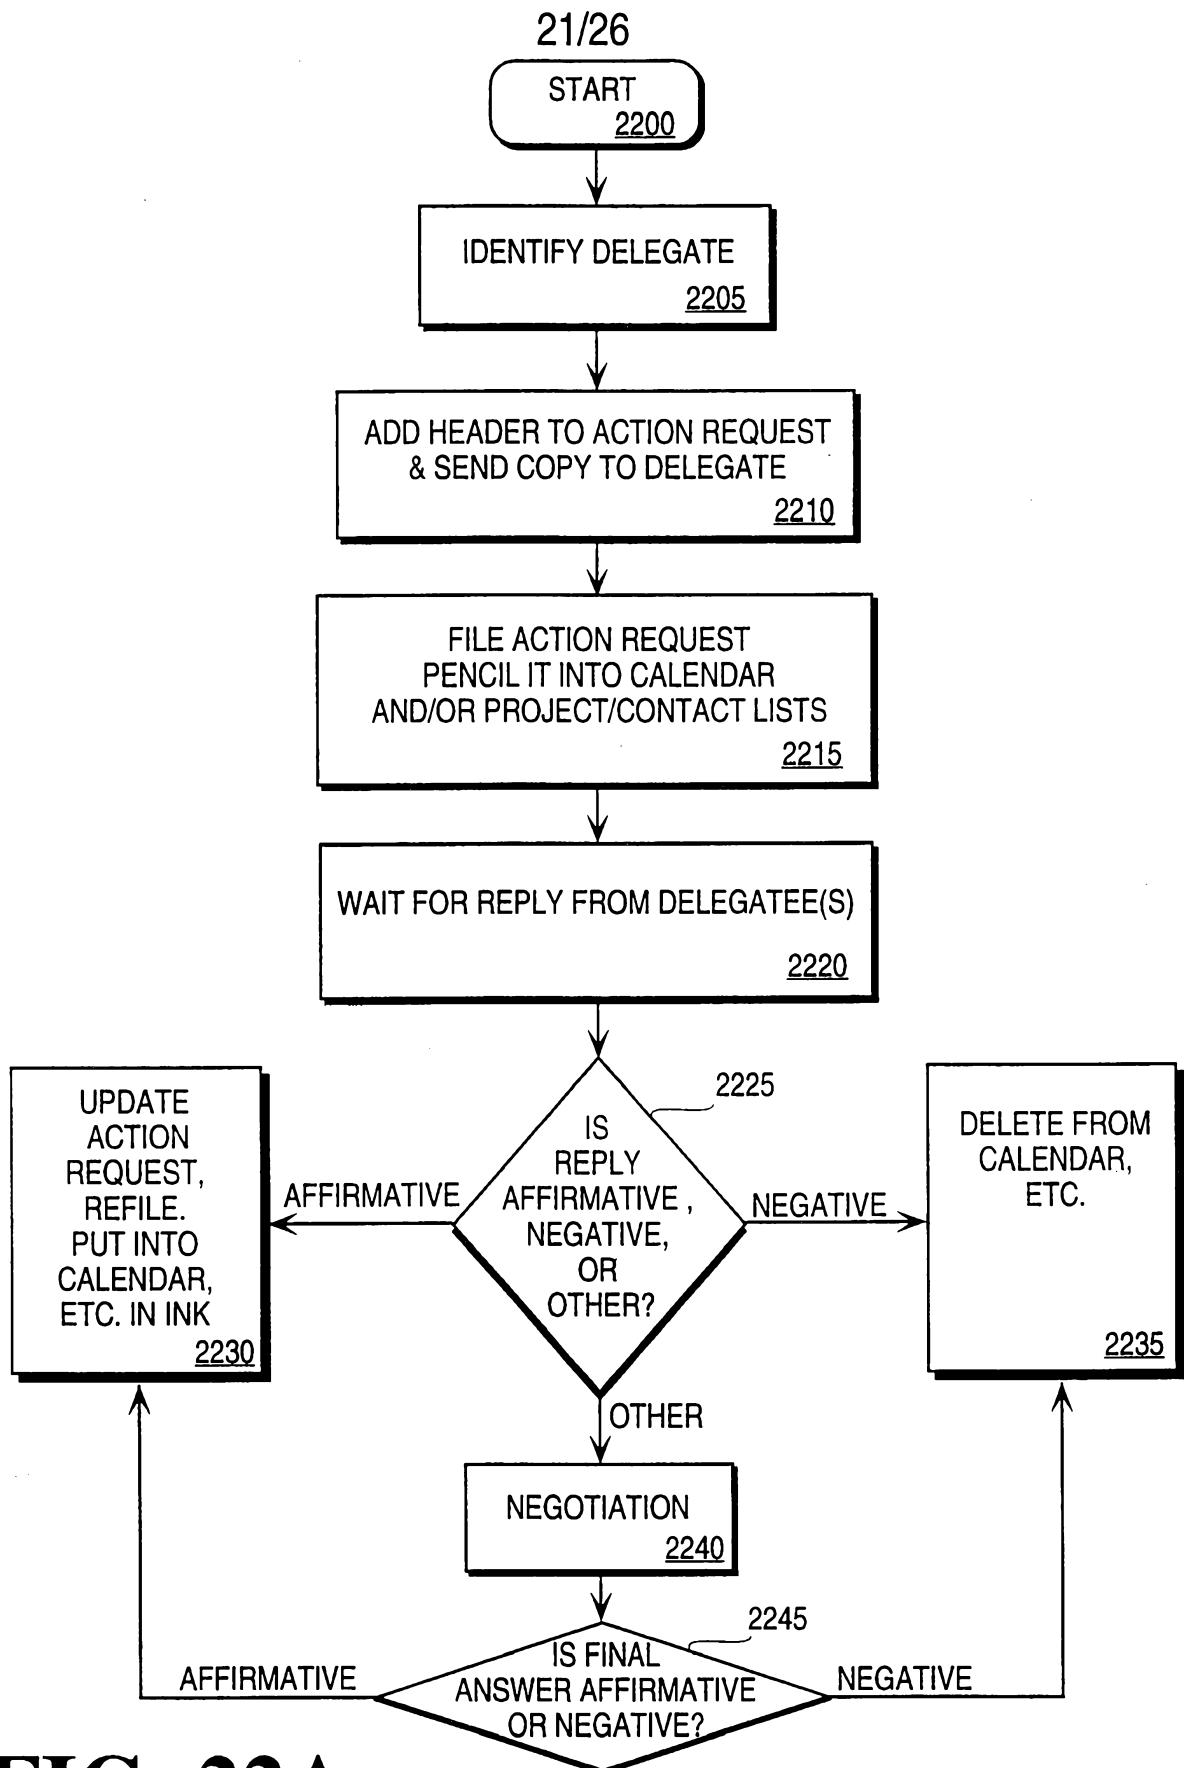 21/26
START
2200
IDENTIFY DELEGATE
2205
ADD HEADER TO ACTION REQUEST
& SEND COPY TO DELEGATE
2210
FILE ACTION REQUEST
PENCIL IT INTO CALENDAR
AND/OR PROJECT/CONTACT LISTS
2215
WAIT FOR REPLY FROM DELEGATEE(S)
2220
2225
IS
REPLY
AFFIRMATIVE ,
NEGATIVE,
OR
OTHER?
AFFIRMATIVE
NEGATIVE
UPDATE
ACTION
REQUEST,
REFILE.
PUT INTO
CALENDAR,
ETC. IN INK
2230
DELETE FROM
CALENDAR,
ETC.
2235
OTHER
NEGOTIATION
2240
2245
IS FINAL
ANSWER AFFIRMATIVE
OR NEGATIVE?
AFFIRMATIVE
NEGATIVE
FIG. 22A